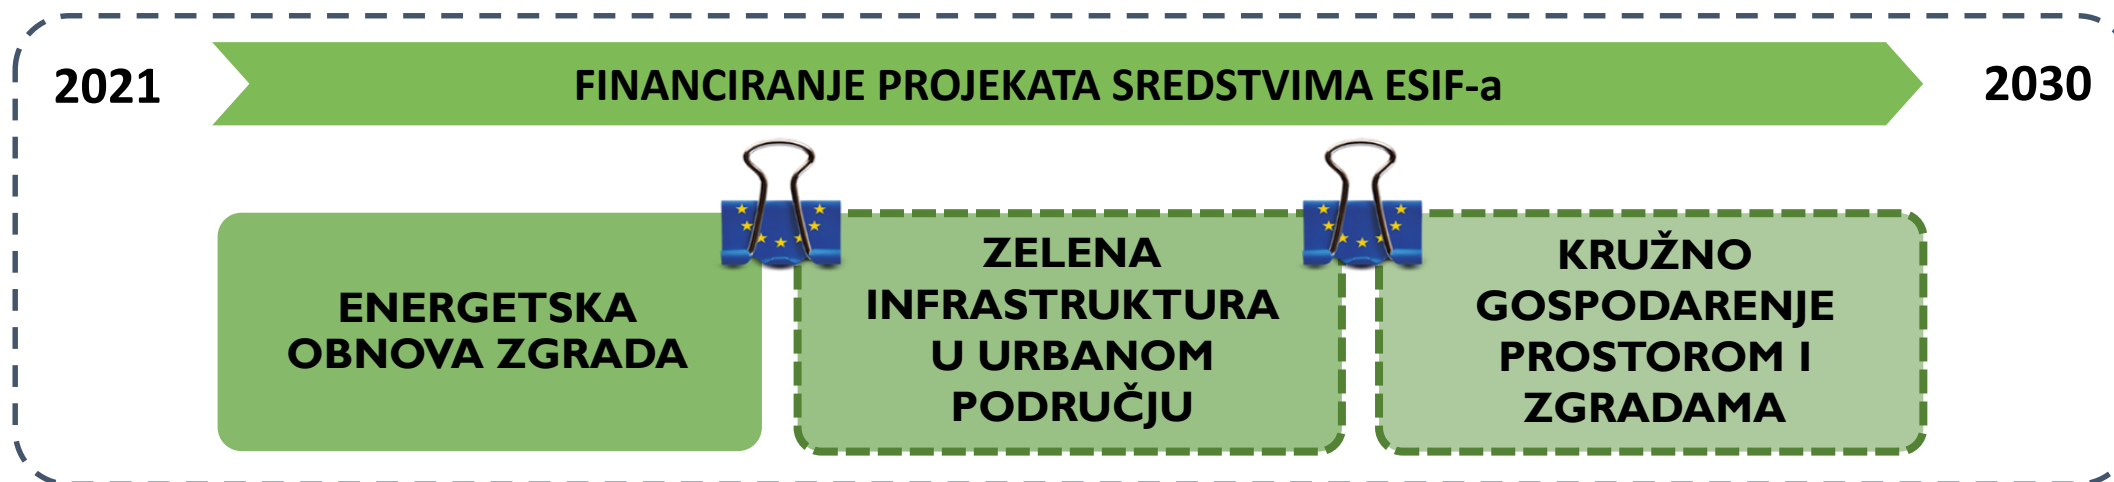 2021
FINANCIRANJE PROJEKATA SREDSTVIMA ESIF-a
2030
ENERGETSKA
OBNOVA ZGRADA
ZELENA
INFRASTRUKTURA
U URBANOM
PODRUČJU
KRUŽNO
GOSPODARENJE
PROSTOROM I
ZGRADAMA